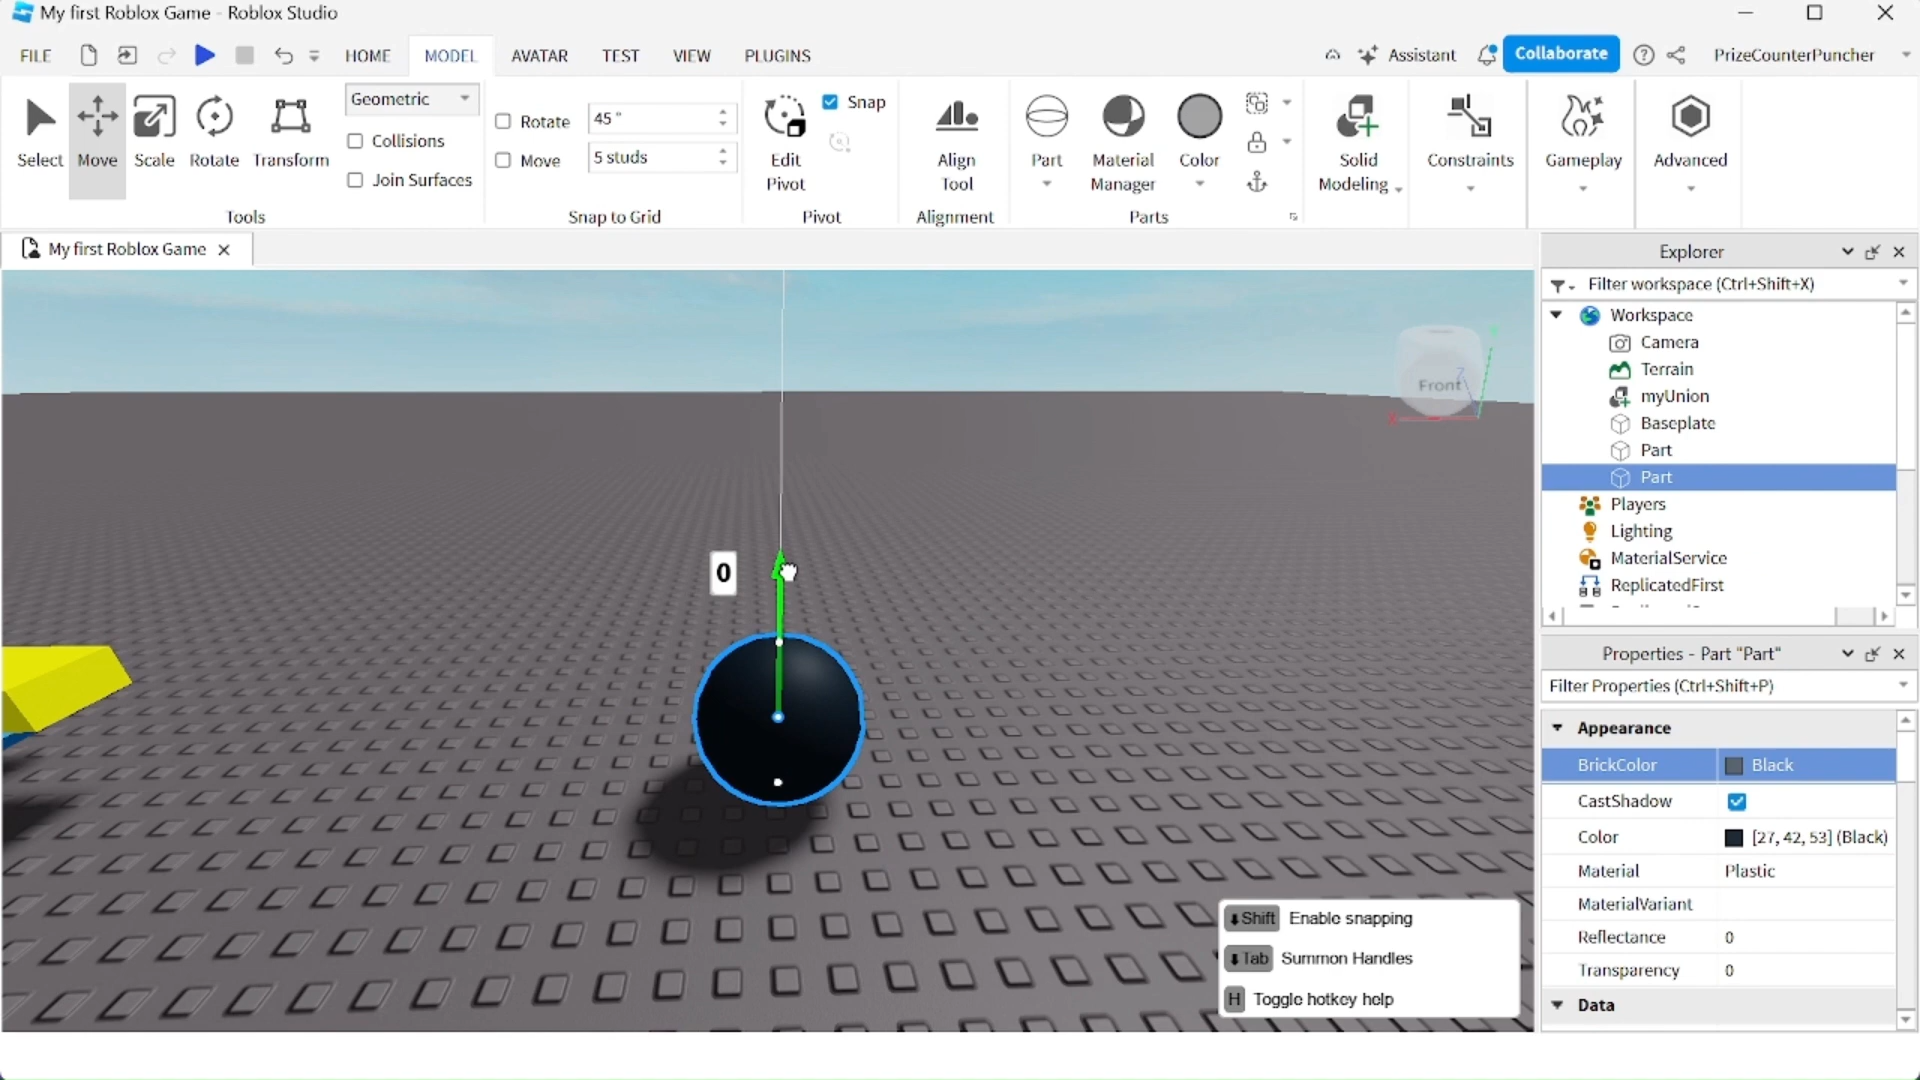 My first Roblox Game - Roblox Studio
FILE HOME MODEL AVATAR TEST VIEW PLUGINS Assistant Collaborate PrizeCounterPuncher
Select Move Scale Rotate Transform
Geometric
Collisions
Join Surfaces
Tools
Rotate 45 °
Move 5 studs
Snap to Grid
Edit
Pivot
Snap
Pivot
Align
Tool
Alignment
Part
Material
Manager
Color
Parts
Solid
Modeling
Constraints
Gameplay
Advanced
My first Roblox Game
0
Front
Z
X
Shift Enable snapping
Tab Summon Handles
H Toggle hotkey help
Explorer
Filter workspace (Ctrl+Shift+X)
Workspace
Camera
Terrain
myUnion
Baseplate
Part
Part
Players
Lighting
MaterialService
ReplicatedFirst
Properties - Part "Part"
Filter Properties (Ctrl+Shift+P)
Appearance
BrickColor Black
CastShadow
Color [27, 42, 53] (Black)
Material Plastic
MaterialVariant
Reflectance 0
Transparency 0
Data